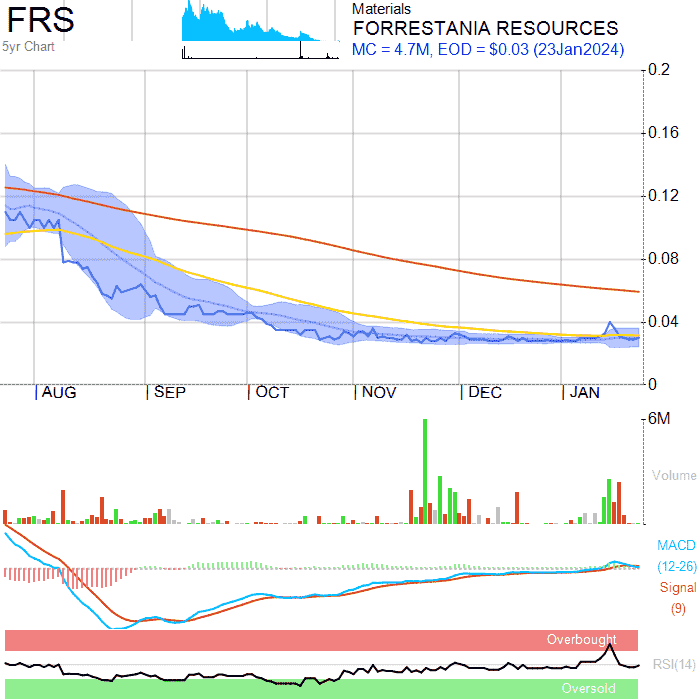 FRS
5yr Chart
Materials
FORRESTANIA RESOURCES
MC = 4.7M, EOD = $0.03 (23Jan2024)
0.2
0.16
0.12
0.08
0.04
0
AUG SEP OCT NOV DEC JAN
6M
Volume
MACD
(12-26)
Signal
(9)
Overbought
RSI(14)
Oversold